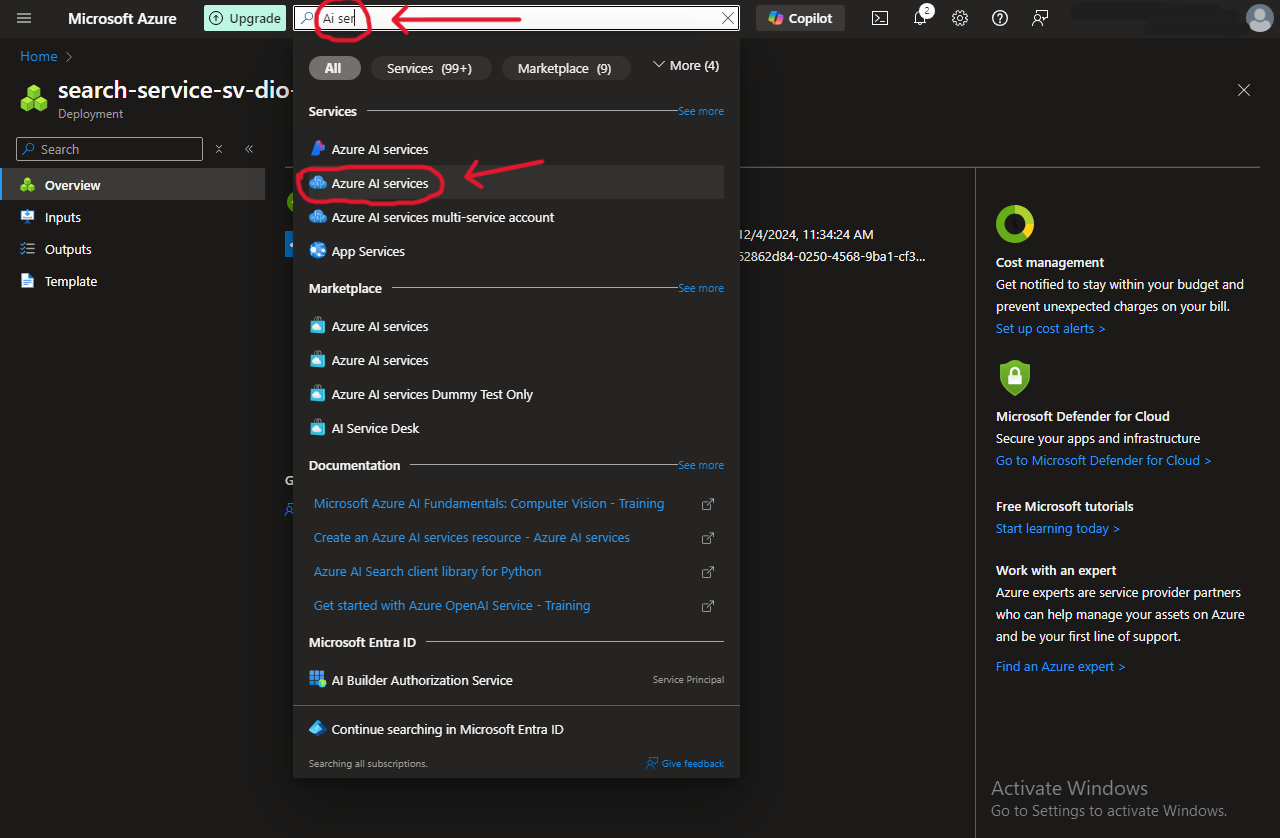 Microsoft Azure
Upgrade
Ai ser
Copilot
2
Home
search-service-sv-dio-
Deployment
Search
Overview
Inputs
Outputs
Template
All
Services (99+)
Marketplace (9)
More (4)
Services
See more
Azure AI services
Azure AI services
Azure AI services multi-service account
App Services
Marketplace
See more
Azure AI services
Azure AI services
Azure AI services Dummy Test Only
AI Service Desk
Documentation
See more
Microsoft Azure AI Fundamentals: Computer Vision - Training
Create an Azure AI services resource - Azure AI services
Azure AI Search client library for Python
Get started with Azure OpenAI Service - Training
Microsoft Entra ID
AI Builder Authorization Service
Service Principal
Continue searching in Microsoft Entra ID
Searching all subscriptions.
Give feedback
G
12/4/2024, 11:34:24 AM
62862d84-0250-4568-9ba1-cf3...
Cost management
Get notified to stay within your budget and
prevent unexpected charges on your bill.
Set up cost alerts >
Microsoft Defender for Cloud
Secure your apps and infrastructure
Go to Microsoft Defender for Cloud >
Free Microsoft tutorials
Start learning today >
Work with an expert
Azure experts are service provider partners
who can help manage your assets on Azure
and be your first line of support.
Find an Azure expert >
Activate Windows
Go to Settings to activate Windows.